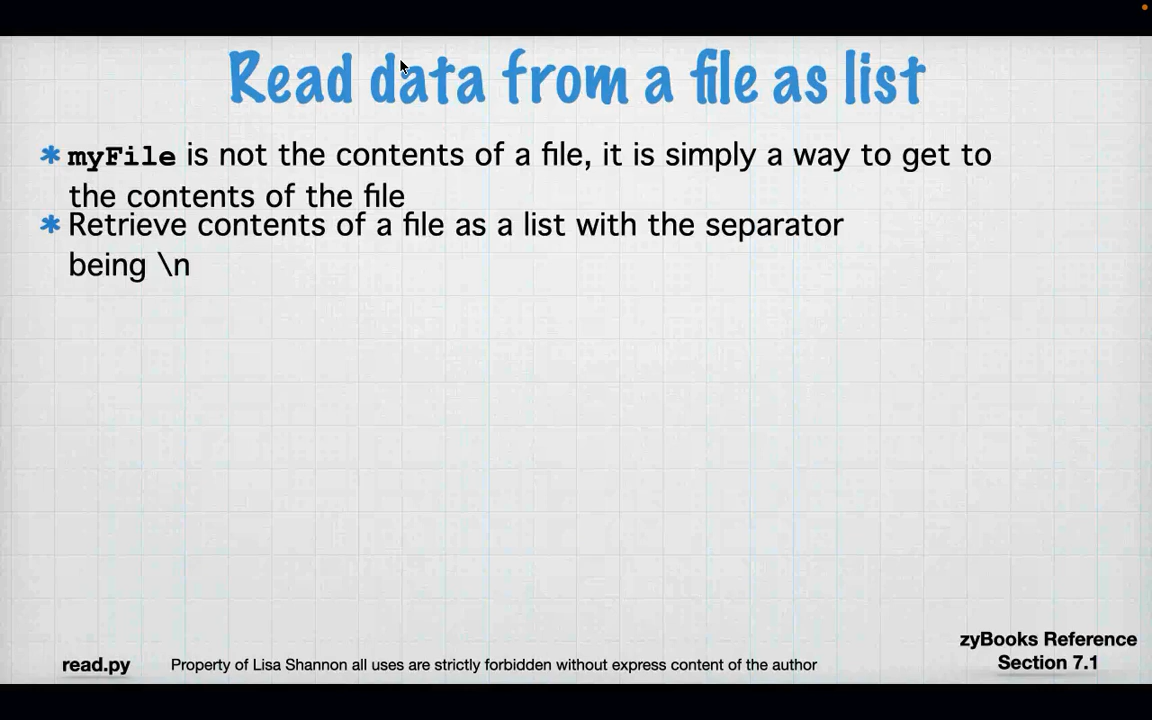 Read data from a file as list
* myFile is not the contents of a file, it is simply a way to get to
the contents of the file
* Retrieve contents of a file as a list with the separator
being \n
zyBooks Reference
Section 7.1
read.py
Property of Lisa Shannon all uses are strictly forbidden without express content of the author